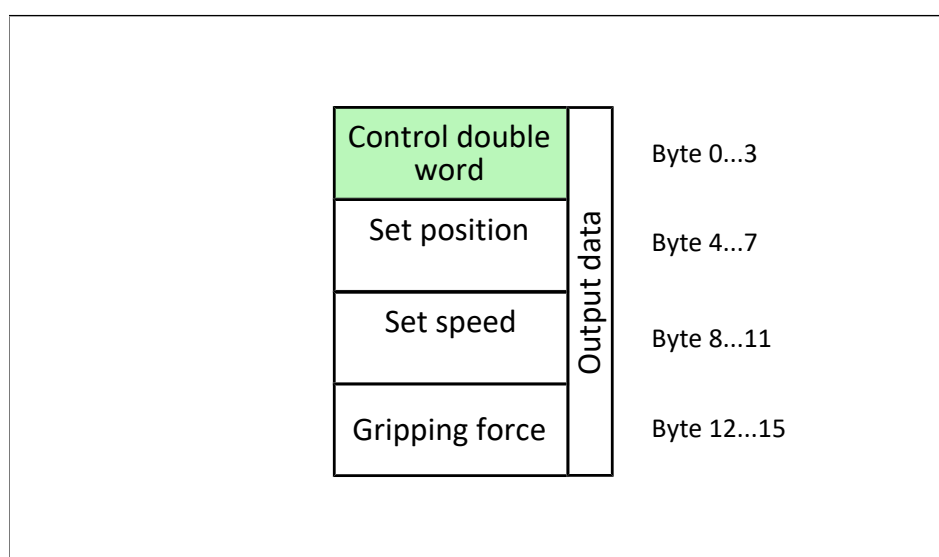 Control double
word
Byte 0...3
Set position
Byte 4...7
Set speed
Byte 8...11
Gripping force
Byte 12...15
Output data